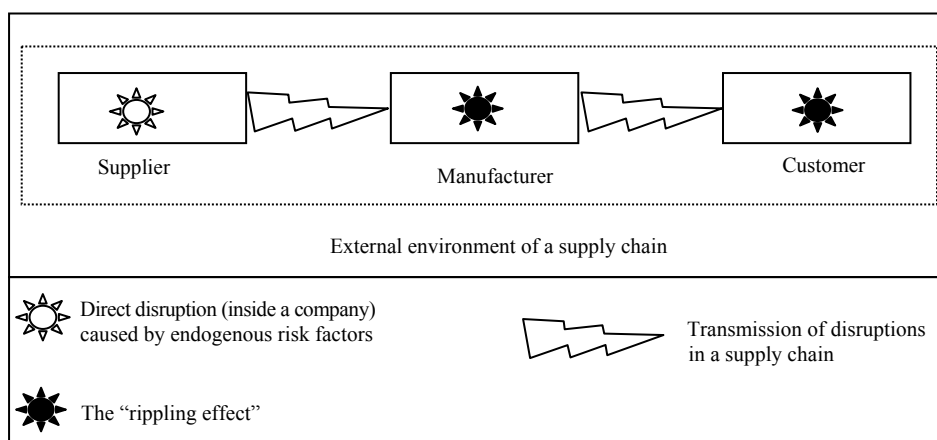 Supplier
Manufacturer
Customer
External environment of a supply chain
Direct disruption (inside a company)
caused by endogenous risk factors
Transmission of disruptions
in a supply chain
The “rippling effect”